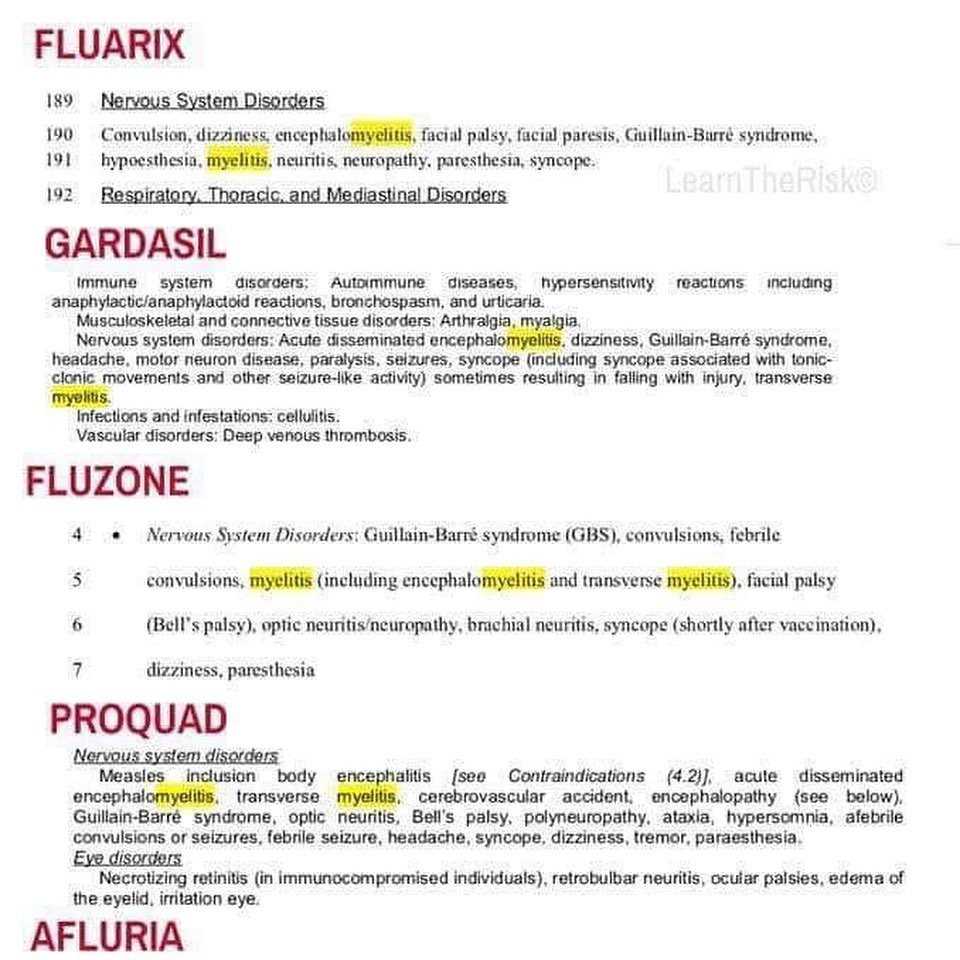 FLUARIX
189 Nervous System Disorders
190 Convulsion, dizziness, encephalomyelitis, facial palsy, facial paresis, Guillain-Barré syndrome,
191 hypoesthesia, myelitis, neuritis, neuropathy, paresthesia, syncope.
LearnTheRisk©
192 Respiratory, Thoracic, and Mediastinal Disorders
GARDASIL
Immune system disorders: Autoimmune diseases, hypersensitivity reactions including
anaphylactic/anaphylactoid reactions, bronchospasm, and urticaria.
Musculoskeletal and connective tissue disorders: Arthralgia, myalgia.
Nervous system disorders: Acute disseminated encephalomyelitis, dizziness, Guillain-Barré syndrome,
headache, motor neuron disease, paralysis, seizures, syncope (including syncope associated with tonic-
clonic movements and other seizure-like activity) sometimes resulting in falling with injury, transverse
myelitis.
Infections and infestations: cellulitis.
Vascular disorders: Deep venous thrombosis.
FLUZONE
4 • Nervous System Disorders: Guillain-Barré syndrome (GBS), convulsions, febrile
5 convulsions, myelitis (including encephalomyelitis and transverse myelitis), facial palsy
6 (Bell's palsy), optic neuritis/neuropathy, brachial neuritis, syncope (shortly after vaccination),
7 dizziness, paresthesia
PROQUAD
Nervous system disorders
Measles inclusion body encephalitis [see Contraindications (4.2)], acute disseminated
encephalomyelitis, transverse myelitis, cerebrovascular accident, encephalopathy (see below),
Guillain-Barré syndrome, optic neuritis, Bell's palsy, polyneuropathy, ataxia, hypersomnia, afebrile
convulsions or seizures, febrile seizure, headache, syncope, dizziness, tremor, paraesthesia.
Eye disorders
Necrotizing retinitis (in immunocompromised individuals), retrobulbar neuritis, ocular palsies, edema of
the eyelid, irritation eye.
AFLURIA